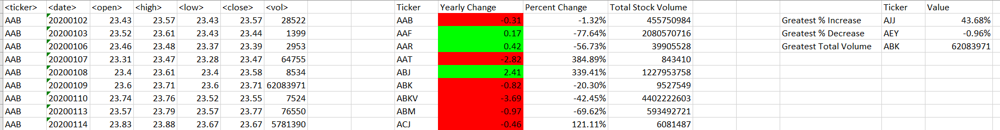 <ticker> <date> <open> <high> <low> <close> <vol> Ticker Yearly Change Percent Change Total Stock Volume Ticker Value
AAB 20200102 23.43 23.57 23.43 23.57 28522 AAB -0.31 -1.32% 455750984 Greatest % Increase AJJ 43.68%
AAB 20200103 23.52 23.61 23.43 23.44 1399 AAF 0.17 -77.64% 2080570716 Greatest % Decrease AEY -0.96%
AAB 20200106 23.46 23.48 23.37 23.39 2953 AAR 0.42 -56.73% 39905528 Greatest Total Volume ABK 62083971
AAB 20200107 23.31 23.47 23.28 23.47 64755 AAT -2.82 384.89% 843410
AAB 20200108 23.4 23.61 23.4 23.58 8534 ABJ 2.41 339.41% 1227953758
AAB 20200109 23.6 23.71 23.6 23.71 62083971 ABK -0.82 -20.30% 9527549
AAB 20200110 23.74 23.76 23.52 23.55 7524 ABKV -3.69 -42.45% 4402222603
AAB 20200113 23.57 23.79 23.57 23.77 76550 ABM -0.97 -69.62% 593492721
AAB 20200114 23.83 23.88 23.67 23.67 5781390 ACJ -0.46 121.11% 6081487